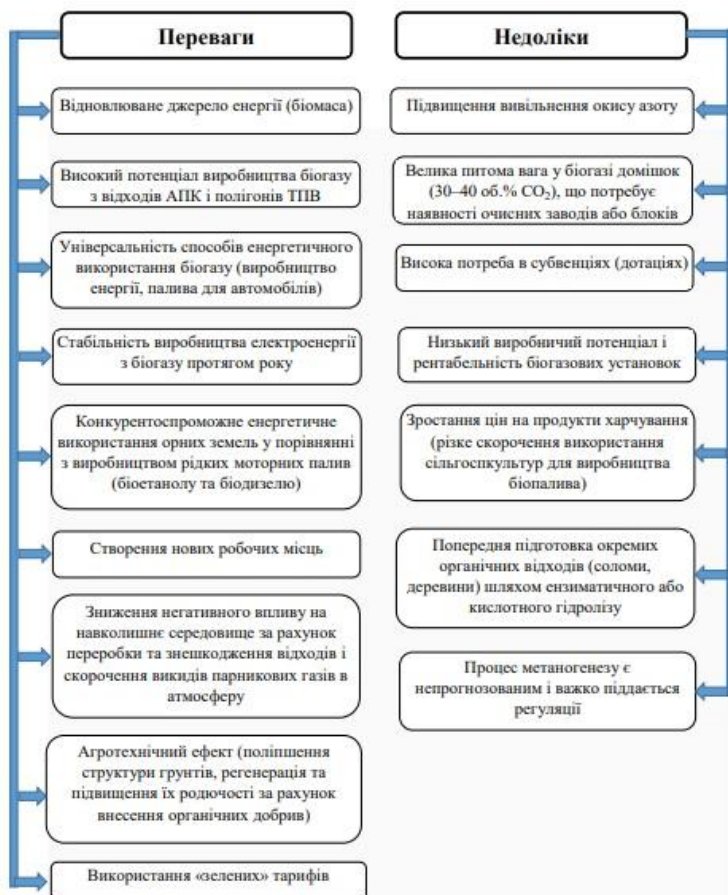 Переваги
Відновлюване джерело енергії (біомаса)
Високий потенціал виробництва біогазу
з відходів АПК і полігонів ТПВ
Універсальність способів енергетичного
використання біогазу (виробництво
енергії, палива для автомобілів)
Стабільність виробництва електроенергії
з біогазу протягом року
Конкурентоспроможне енергетичне
використання орних земель у порівнянні
з виробництвом рідких моторних палив
(біоетанолу та біодизелю)
Створення нових робочих місць
Зниження негативного впливу на
навколишнє середовище за рахунок
переробки та знешкодження відходів і
скорочення викидів парникових газів в
атмосферу
Агротехнічний ефект (поліпшення
структури грунтів, регенерація та
підвищення їх родючості за рахунок
внесення органічних добрив)
Використання «зелених» тарифів
Недоліки
Підвищення вивільнення окису азоту
Велика питома вага у біогазі домішок
(30–40 об.% CO₂), що потребує
наявності очисних заводів або блоків
Висока потреба в субвенціях (дотаціях)
Низький виробничий потенціал і
рентабельність біогазових установок
Зростання цін на продукти харчування
(різке скорочення використання
сільгоспкультур для виробництва
біопалива)
Попередня підготовка окремих
органічних відходів (соломи,
деревини) шляхом ензиматичного або
кислотного гідролізу
Процес метаногенезу є
непрогнозованим і важко піддається
регуляції